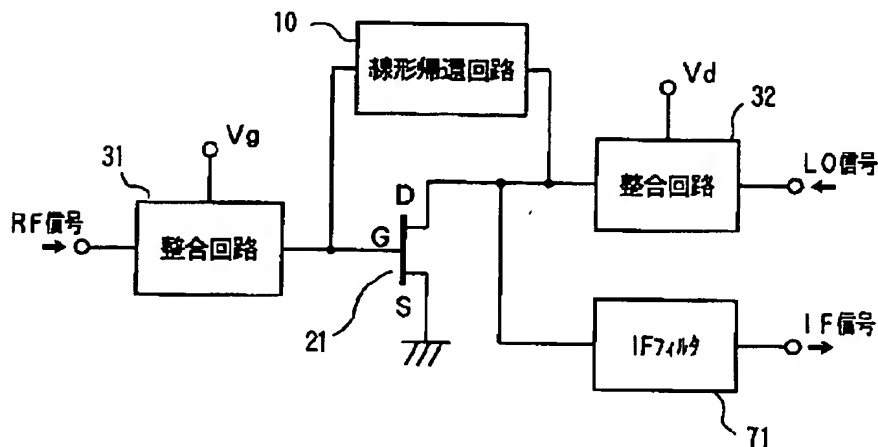 10
線形帰還回路
Vd
32
31
Vg
LO信号
整合回路
D
RF信号
整合回路
G
S
21
IF信号
IFフィルタ
71